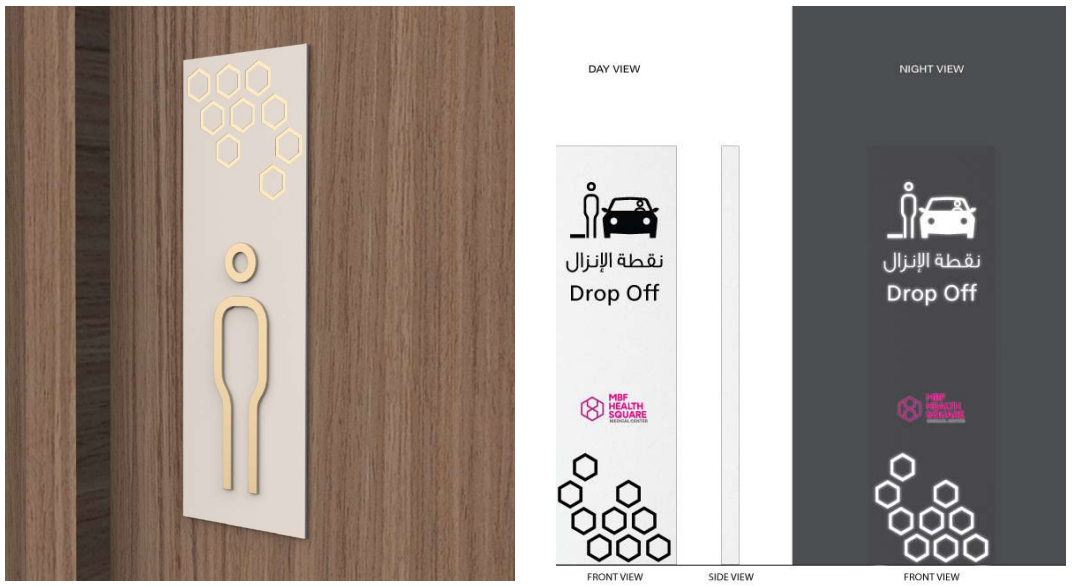 DAY VIEW
NIGHT VIEW
نقطة الإنزال
Drop Off
MBF
HEALTH
SQUARE
MEDICAL CENTER
نقطة الإنزال
Drop Off
MBF
HEALTH
SQUARE
MEDICAL CENTER
FRONT VIEW
SIDE VIEW
FRONT VIEW